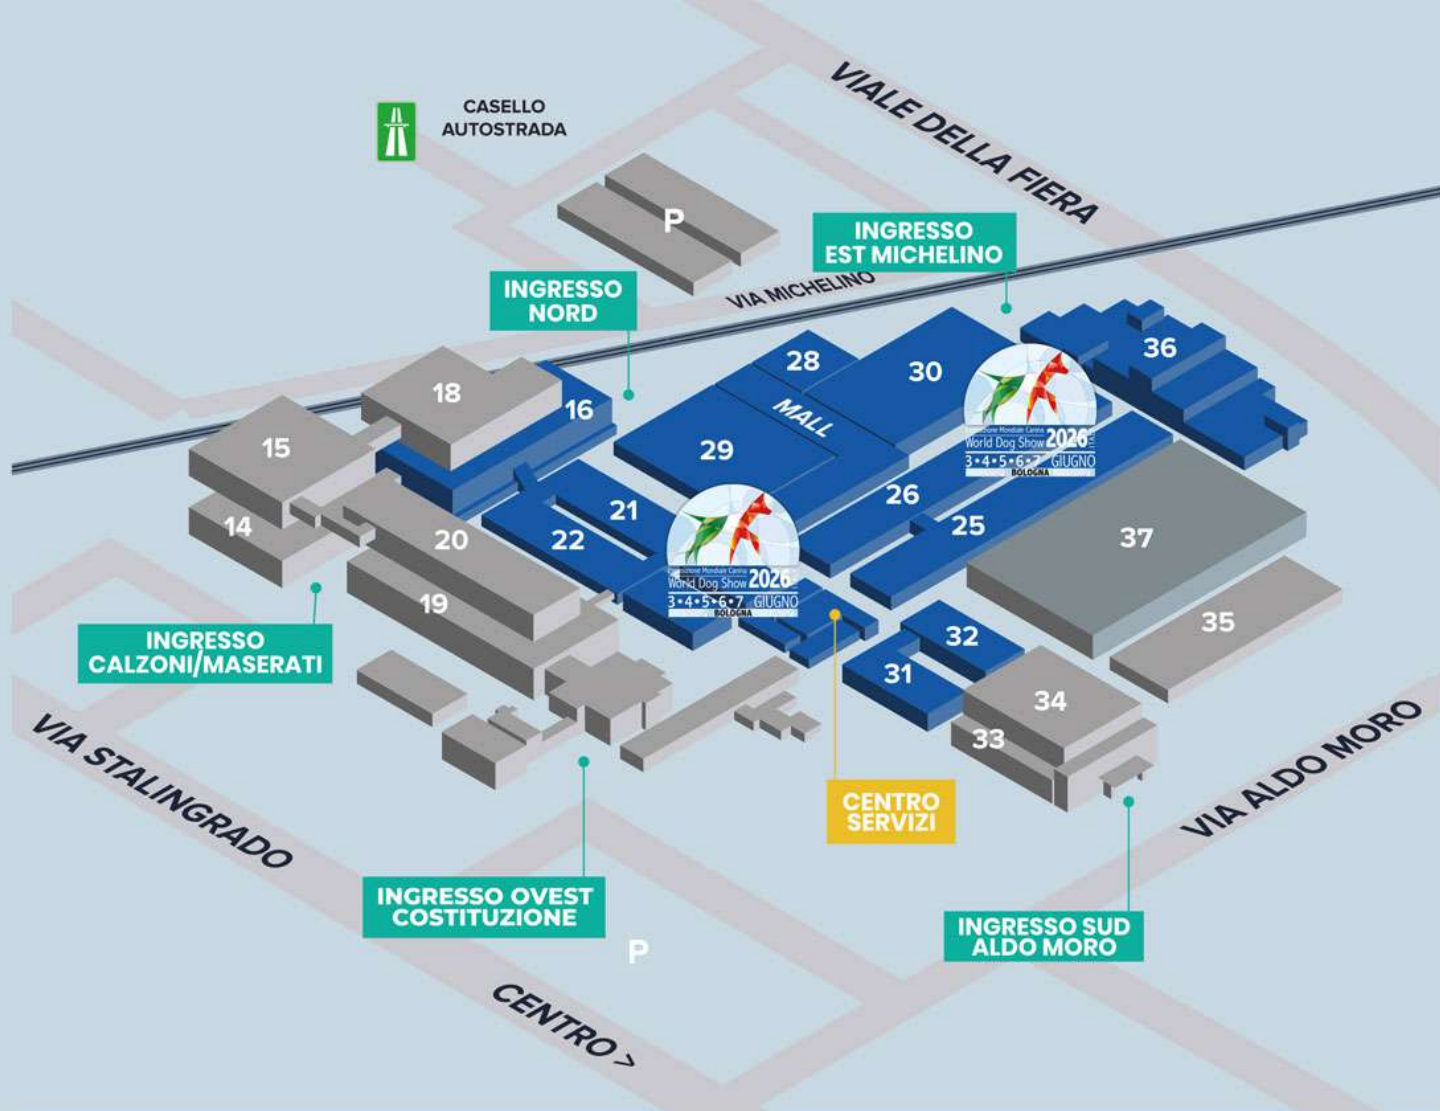 CASELLO
AUTOSTRADA
VIALE DELLA FIERA
P
INGRESSO
EST MICHELINO
INGRESSO
NORD
VIA MICHELINO
28
36
30
18
16
MALL
15
29
World Dog Show 2026
3•4•5•6•7 GIUGNO
BOLOGNA
26
21
14
20
22
25
37
World Dog Show 2026
3•4•5•6•7 GIUGNO
BOLOGNA
19
35
32
INGRESSO
CALZONI/MASERATI
31
34
33
VIA STALINGRADO
VIA ALDO MORO
CENTRO
SERVIZI
INGRESSO OVEST
COSTITUZIONE
INGRESSO SUD
ALDO MORO
P
CENTRO >